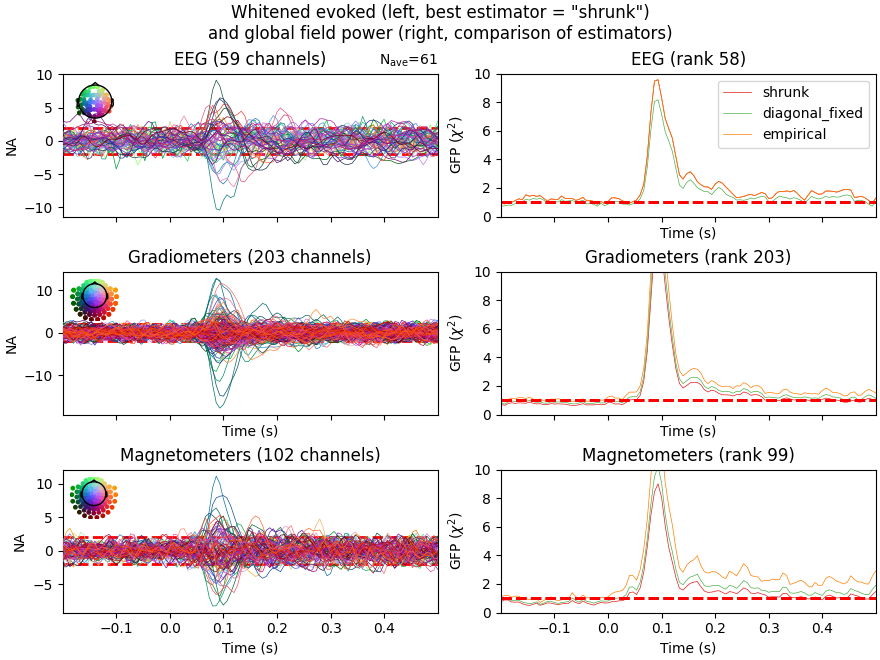 Whitened evoked (left, best estimator = "shrunk")
and global field power (right, comparison of estimators)
EEG (59 channels)
Nave=61
10
5
0
−5
−10
NA
EEG (rank 58)
shrunk
diagonal_fixed
empirical
10
8
6
4
2
0
GFP (χ²)
Time (s)
Gradiometers (203 channels)
10
0
−10
NA
Time (s)
Gradiometers (rank 203)
10
8
6
4
2
0
GFP (χ²)
Time (s)
Magnetometers (102 channels)
10
5
0
−5
NA
−0.1 0.0 0.1 0.2 0.3 0.4
Time (s)
Magnetometers (rank 99)
10
8
6
4
2
0
GFP (χ²)
−0.1 0.0 0.1 0.2 0.3 0.4
Time (s)